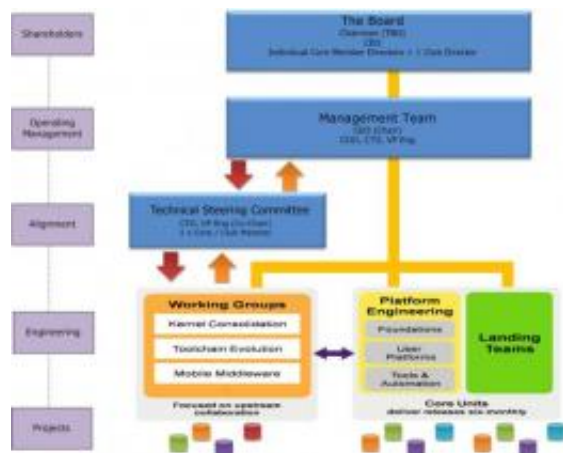 Shareholders
The Board
Chairman (TBD)
CEO
Individual Core Member Directors + 1 Club Director
Operating
Management
Management Team
CEO (Chair)
COO, CTO, VP Eng
Alignment
Technical Steering Committee
CTO, VP Eng (Co-Chair)
1 x Core / Club Member
Engineering
Working Groups
Kernel Consolidation
Toolchain Evolution
Mobile Middleware
Focused on upstream
collaboration
Platform
Engineering
Foundations
User
Platforms
Tools &
Automation
Landing
Teams
Core Units
deliver releases six monthly
Projects